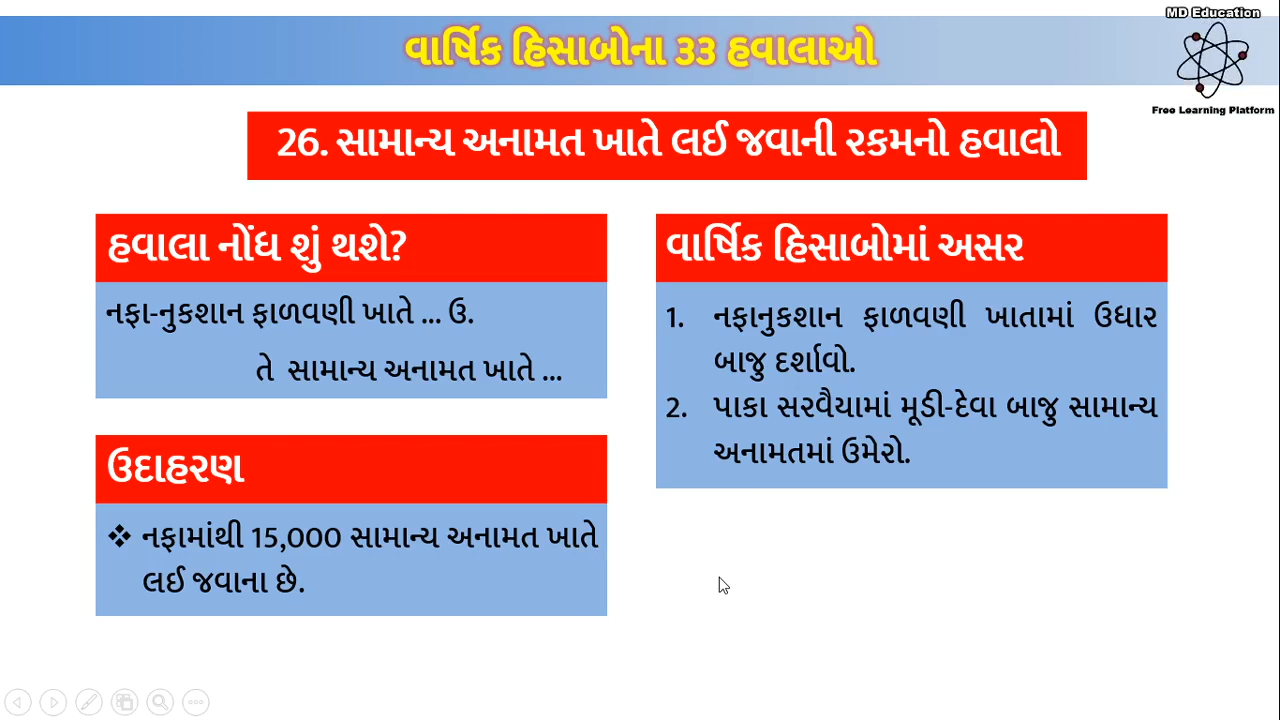 MD Education
વાર્ષિક હિસાબોના ૩૩ હવાલાઓ
Free Learning Platform
26. સામાન્ય અનામત ખાતે લઈ જવાની રકમનો હવાલો
હવાલા નોંધ શું થશે?
નફા-નુકશાન ફાળવણી ખાતે ... ઉ.
તે સામાન્ય અનામત ખાતે ...
ઉદાહરણ
❖ નફામાંથી 15,000 સામાન્ય અનામત ખાતે
લઈ જવાના છે.
વાર્ષિક હિસાબોમાં અસર
1. નફાનુકશાન ફાળવણી ખાતામાં ઉધાર
બાજુ દર્શાવો.
2. પાકા સરવૈયામાં મૂડી-દેવા બાજુ સામાન્ય
અનામતમાં ઉમેરો.